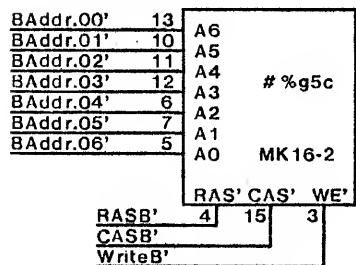 BAddr.00' 13 A6
BAddr.01' 10 A5
BAddr.02' 11 A4
BAddr.03' 12 A3 # %g5c
BAddr.04' 6 A2
BAddr.05' 7 A1
BAddr.06' 5 A0 MK16-2
RAS' CAS' WE'
RASB' 4 15 3
CASB'
WriteB'